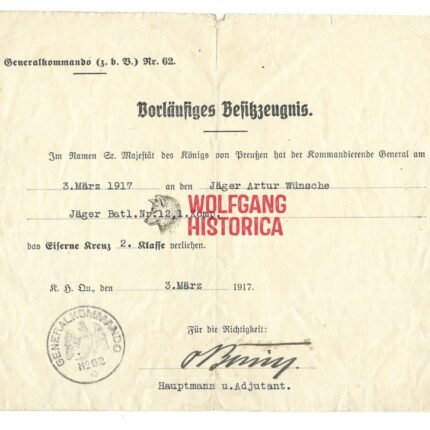 Generalkommando (z. b. V.) Nr. 62.
Vorläufiges Besitzzeugnis.
Im Namen Sr. Majestät des Königs von Preußen hat der Kommandierende General am
3.März 1917 an den Jäger Artur Wünsche
Jäger Batl.Nr.12,1.Komp.
WOLFGANG
HISTORICA
das Eiserne Kreuz 2. Klasse verliehen.
K. H. Qu., den 3.März 1917.
GENERALKOMMANDO
No 62
Für die Richtigkeit:
Hauptmann u.Adjutant.